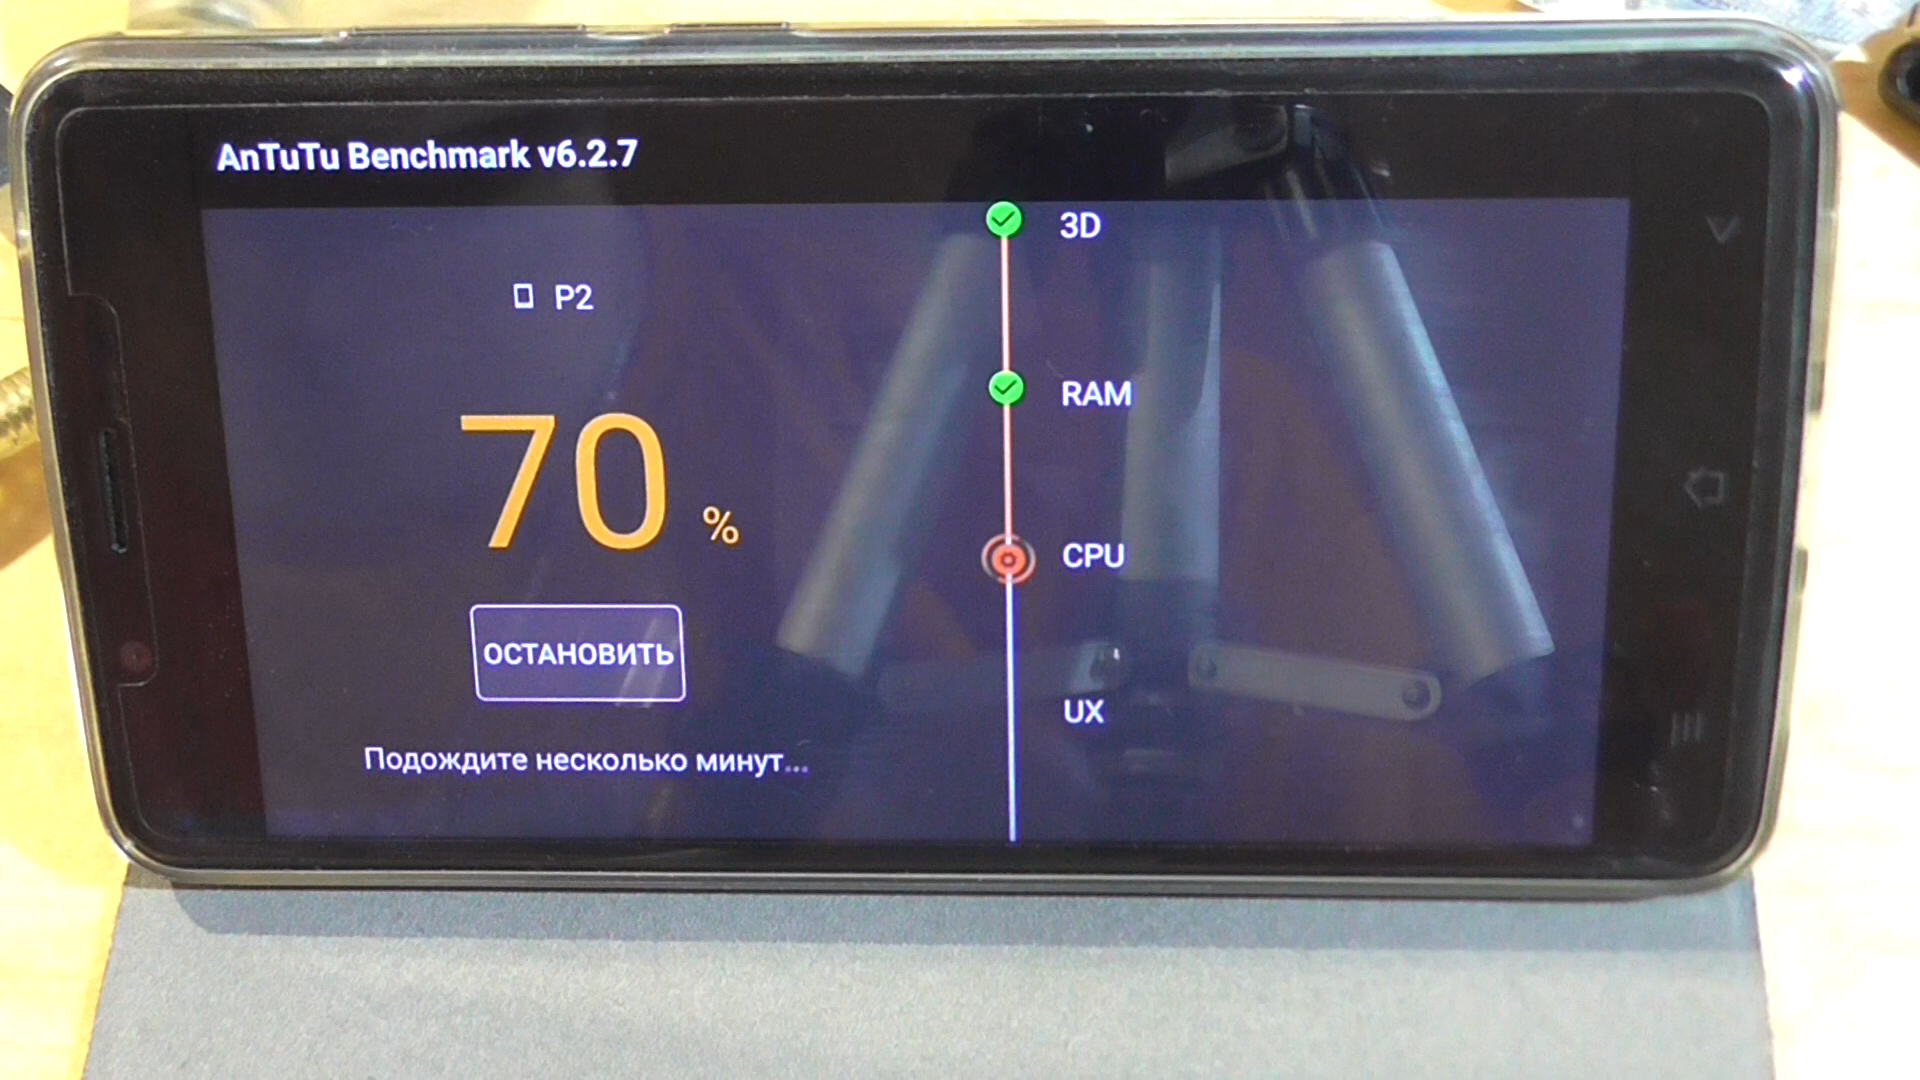 AnTuTu Benchmark v6.2.7
P2
70 %
ОСТАНОВИТЬ
Подождите несколько минут...
3D
RAM
CPU
UX